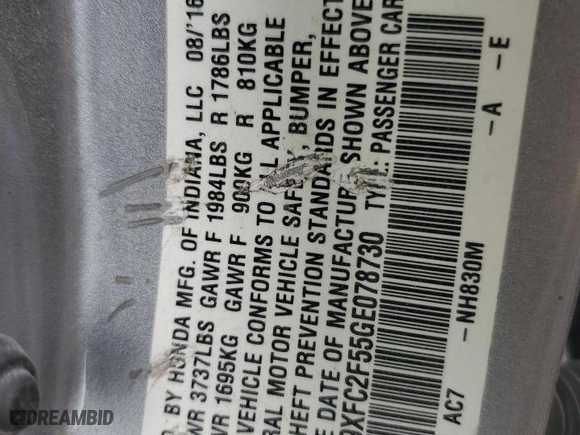 D. BY HONDA MFG. OF INDIANA, LLC 08/'16
WR 3737LBS GAWR F 1984LBS R 1786LBS
WR 1695KG GAWR F 900KG R 810KG
VEHICLE CONFORMS TO ALL APPLICABLE
RAL MOTOR VEHICLE SAFETY, BUMPER,
HEFT PREVENTION STANDARDS IN EFFECT
E DATE OF MANUFACTURE SHOWN ABOVE
9XFC2F55GE078730 TYPE: PASSENGER CAR
AC7 -NH830M -A -E
DREAMBID